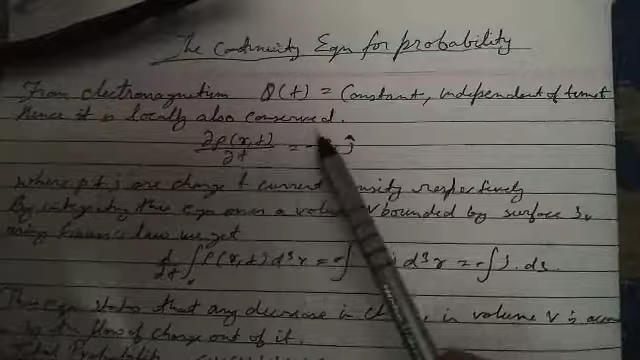 The Continuity Eqn for probability
From electromagnetism Q(t) = Constant, independent of time t
Hence it is locally also conserved.
∂ρ(r,t)/∂t = j
where ρ & j are charge & current density respectively
By integrating this eqn over a volume V bounded by surface Sv
using law we get
d/dt ∫v ρ(r,t) d³r = -∫ j d³r = -∫ j . ds
This eqn states that any decrease in in volume V is
to the flow of charge out of it.
Probability